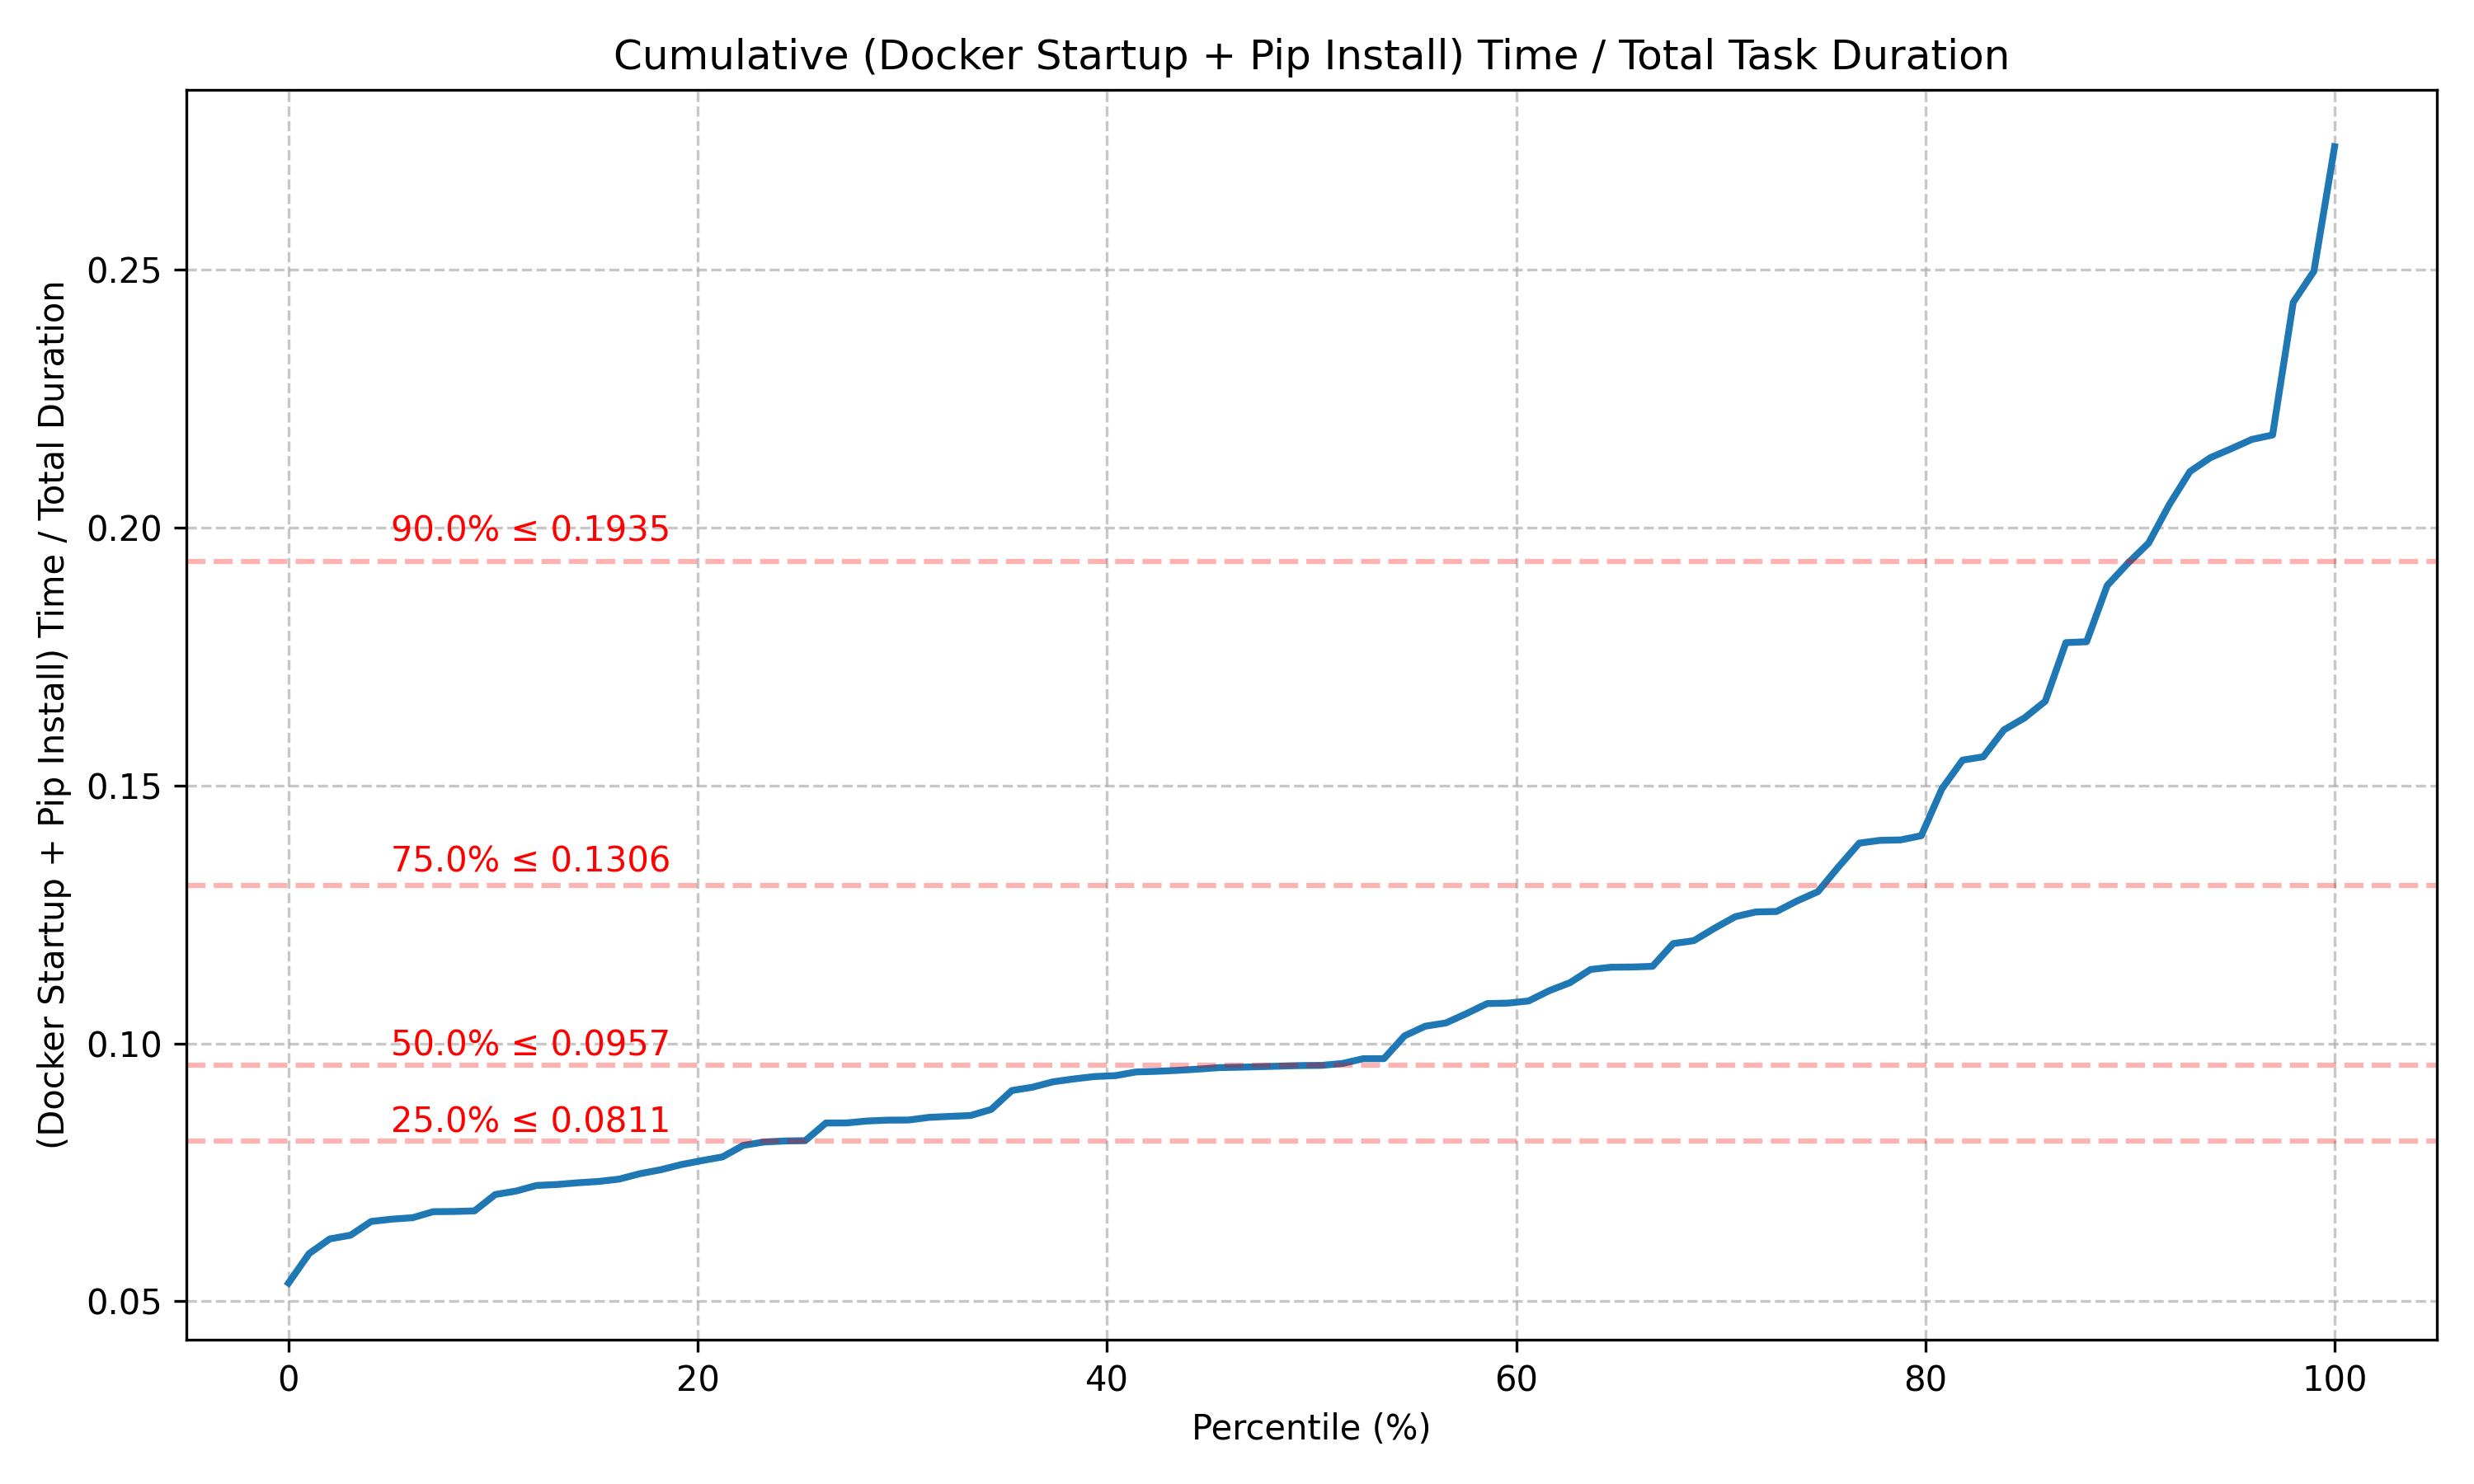 Cumulative (Docker Startup + Pip Install) Time / Total Task Duration
(Docker Startup + Pip Install) Time / Total Duration
0.25
0.20
0.15
0.10
0.05
90.0% ≤ 0.1935
75.0% ≤ 0.1306
50.0% ≤ 0.0957
25.0% ≤ 0.0811
0 20 40 60 80 100
Percentile (%)